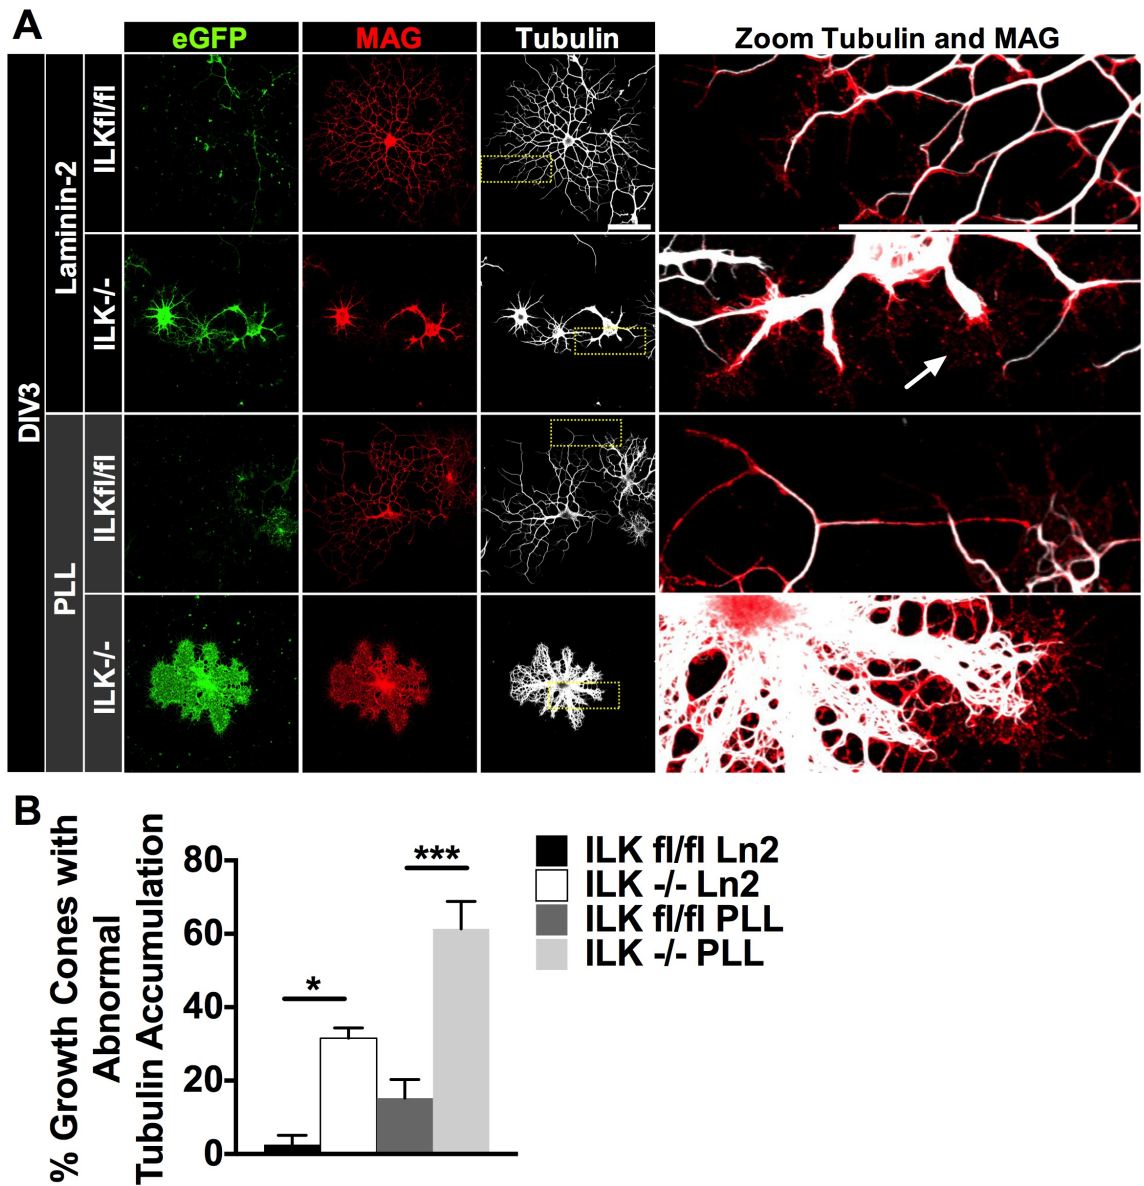 A
eGFP
MAG
Tubulin
Zoom Tubulin and MAG
DIV3
Laminin-2
ILKfl/fl
ILK-/-
PLL
ILKfl/fl
ILK-/-
B
% Growth Cones with
Abnormal
Tubulin Accumulation
80
60
40
20
0
*
***
ILK fl/fl Ln2
ILK -/- Ln2
ILK fl/fl PLL
ILK -/- PLL